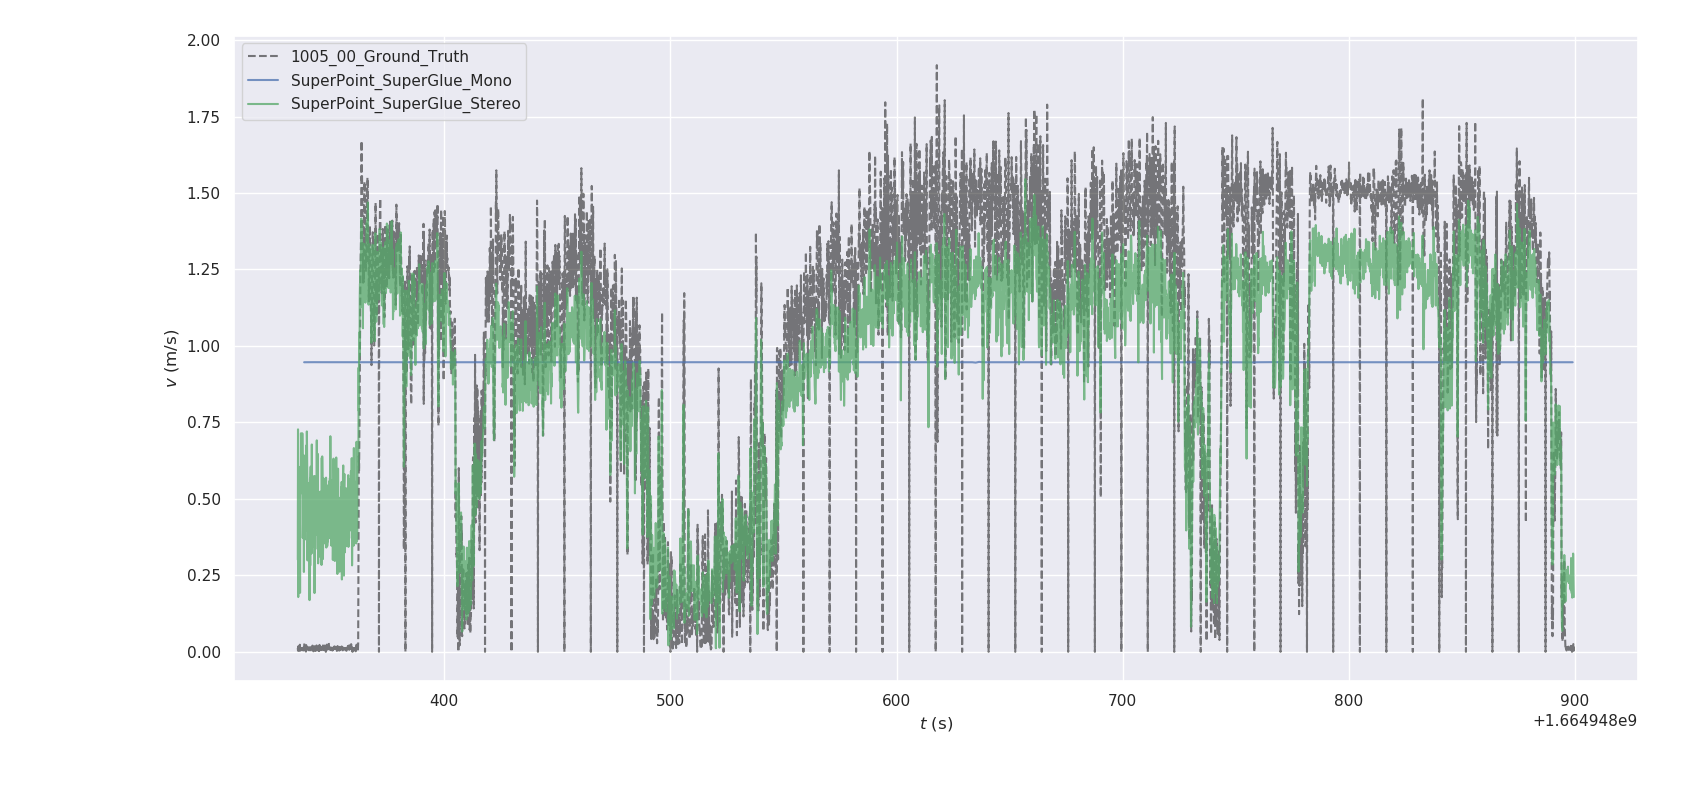 2.00
1.75
1.50
1.25
1.00
0.75
0.50
0.25
0.00
v (m/s)
1005_00_Ground_Truth
SuperPoint_SuperGlue_Mono
SuperPoint_SuperGlue_Stereo
400 500 600 700 800 900
t (s)
+1.664948e9